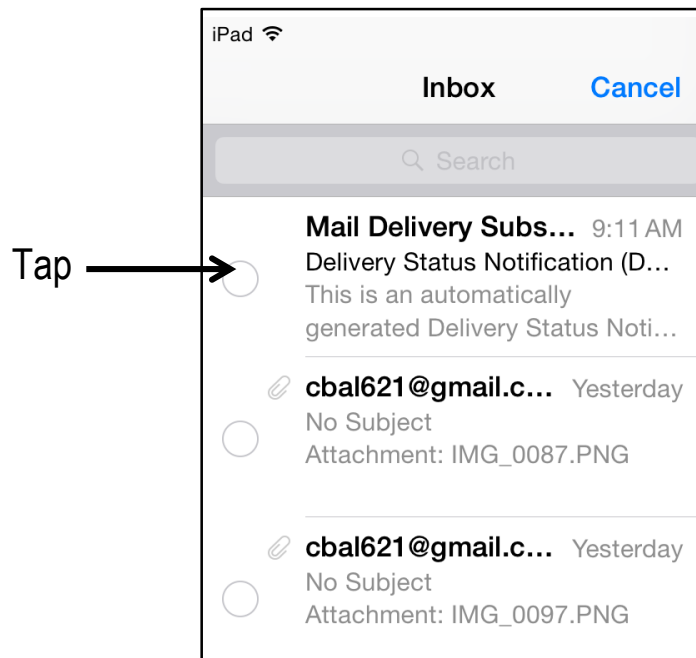 iPad
Inbox Cancel
Search
Mail Delivery Subs... 9:11 AM
Tap
Delivery Status Notification (D...
This is an automatically
generated Delivery Status Noti...
cbal621@gmail.c... Yesterday
No Subject
Attachment: IMG_0087.PNG
cbal621@gmail.c... Yesterday
No Subject
Attachment: IMG_0097.PNG